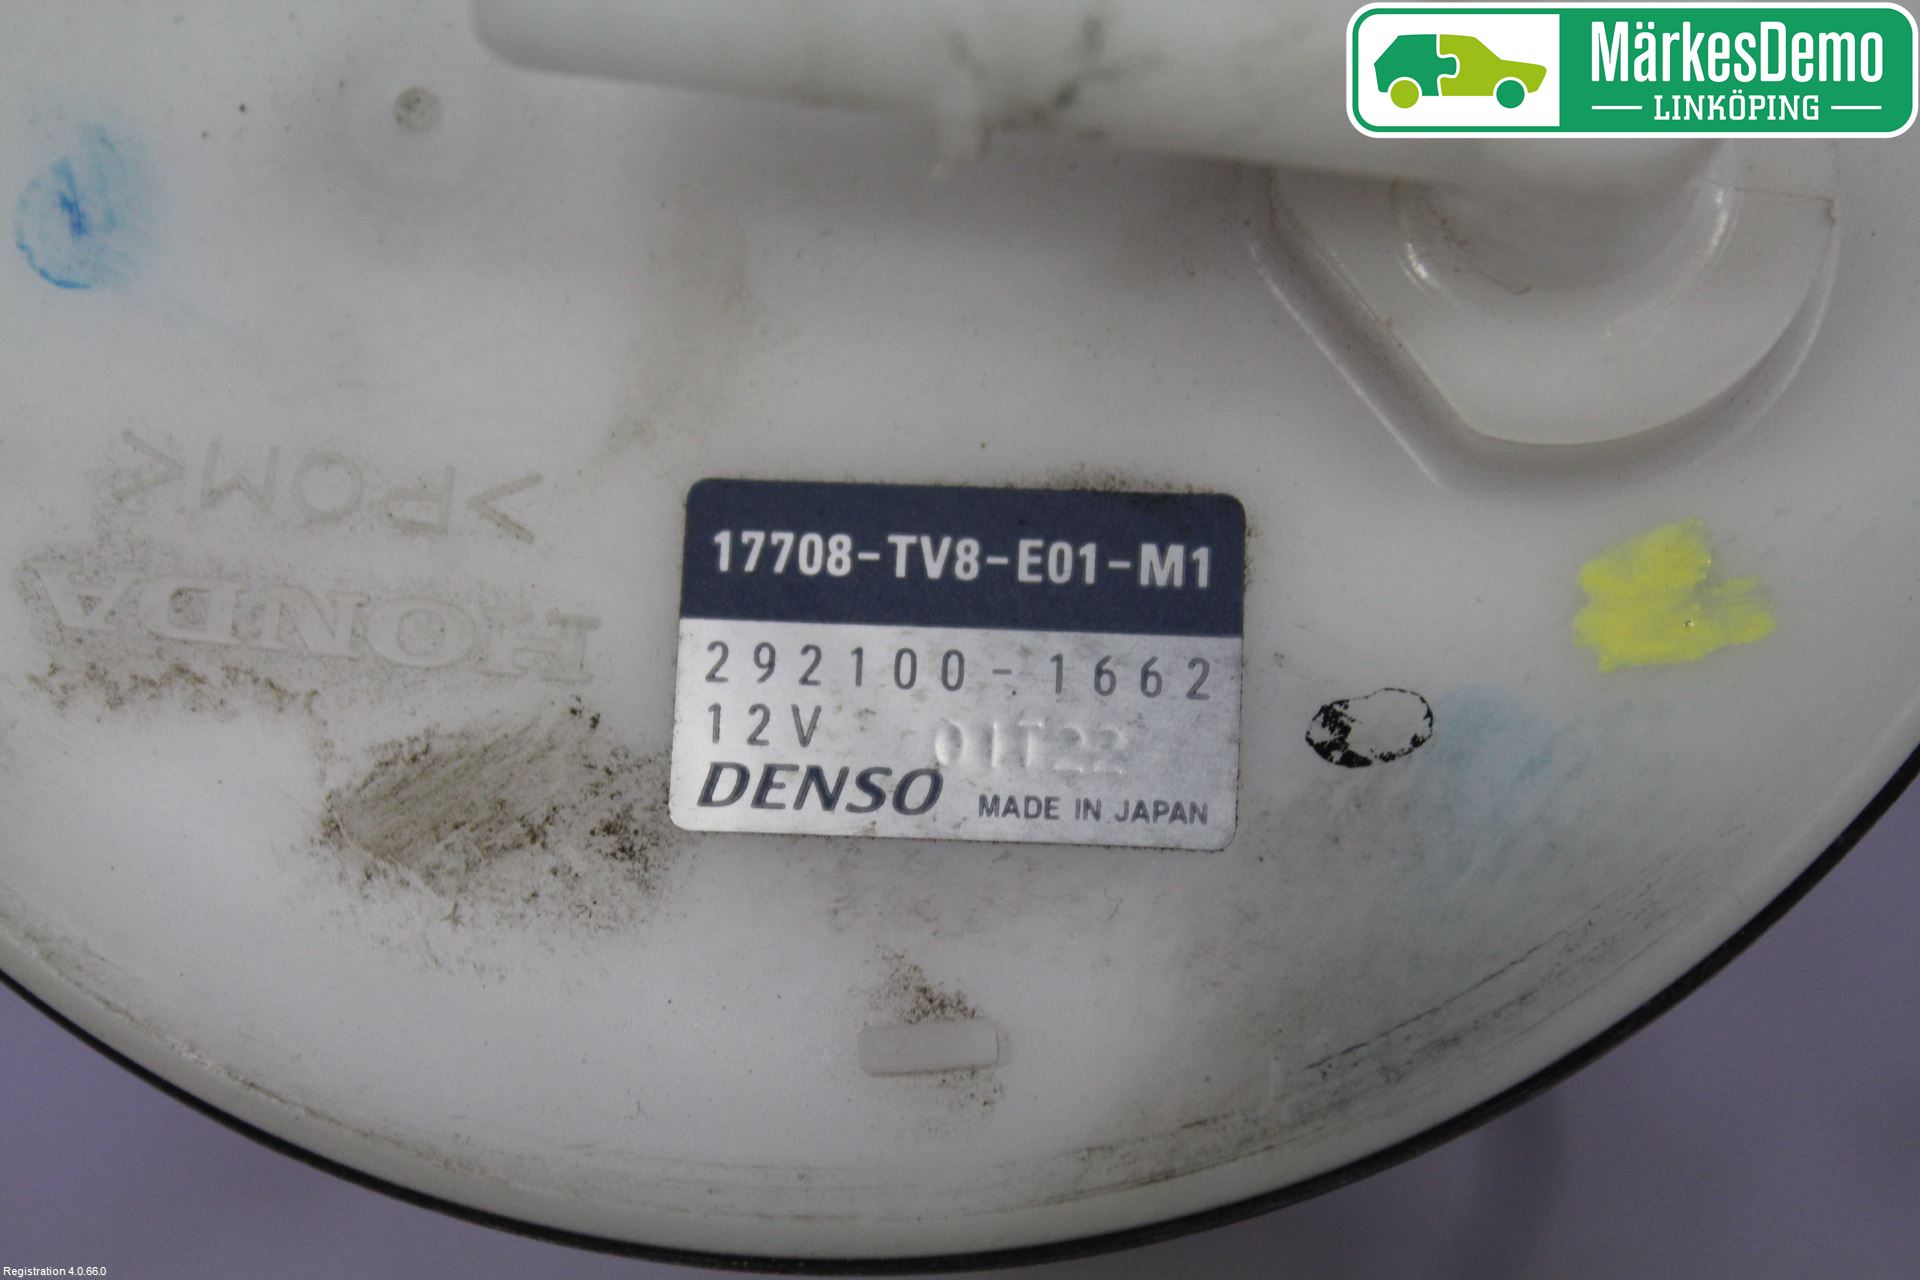 MärkesDemo
LINKÖPING
>POM<
HONDA
17708-TV8-E01-M1
292100-1662
12V
01T22
DENSO MADE IN JAPAN
Registration 4.0.66.0